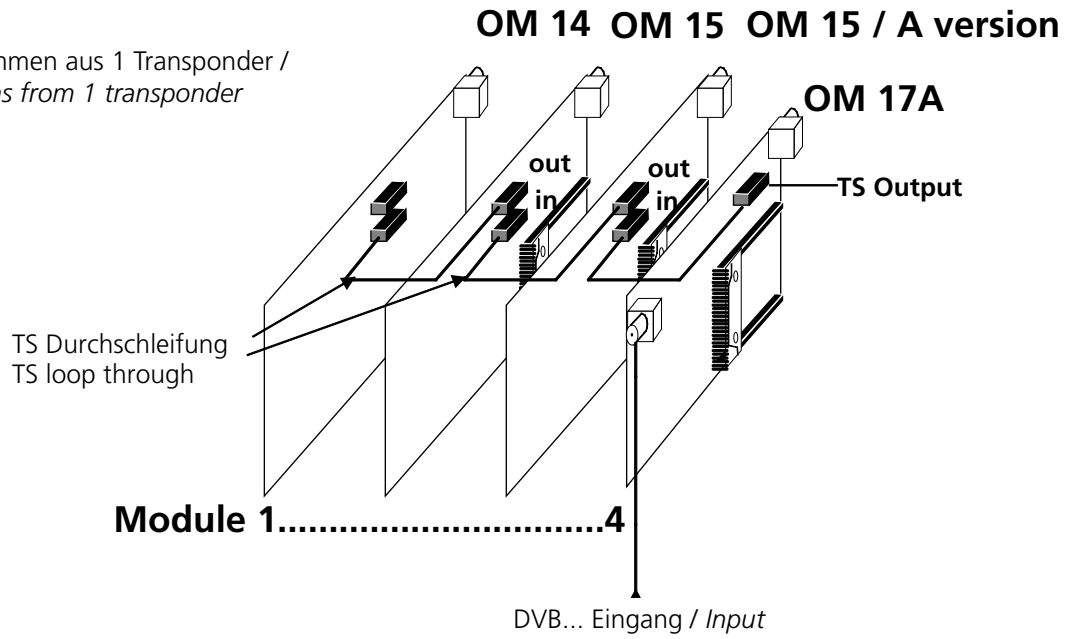 OM 14 OM 15 OM 15 / A version
aus 1 Transponder /
from 1 transponder
OM 17A
out
in
out
in
TS Output
TS Durchschleifung
TS loop through
Module 1................................4
DVB... Eingang / Input